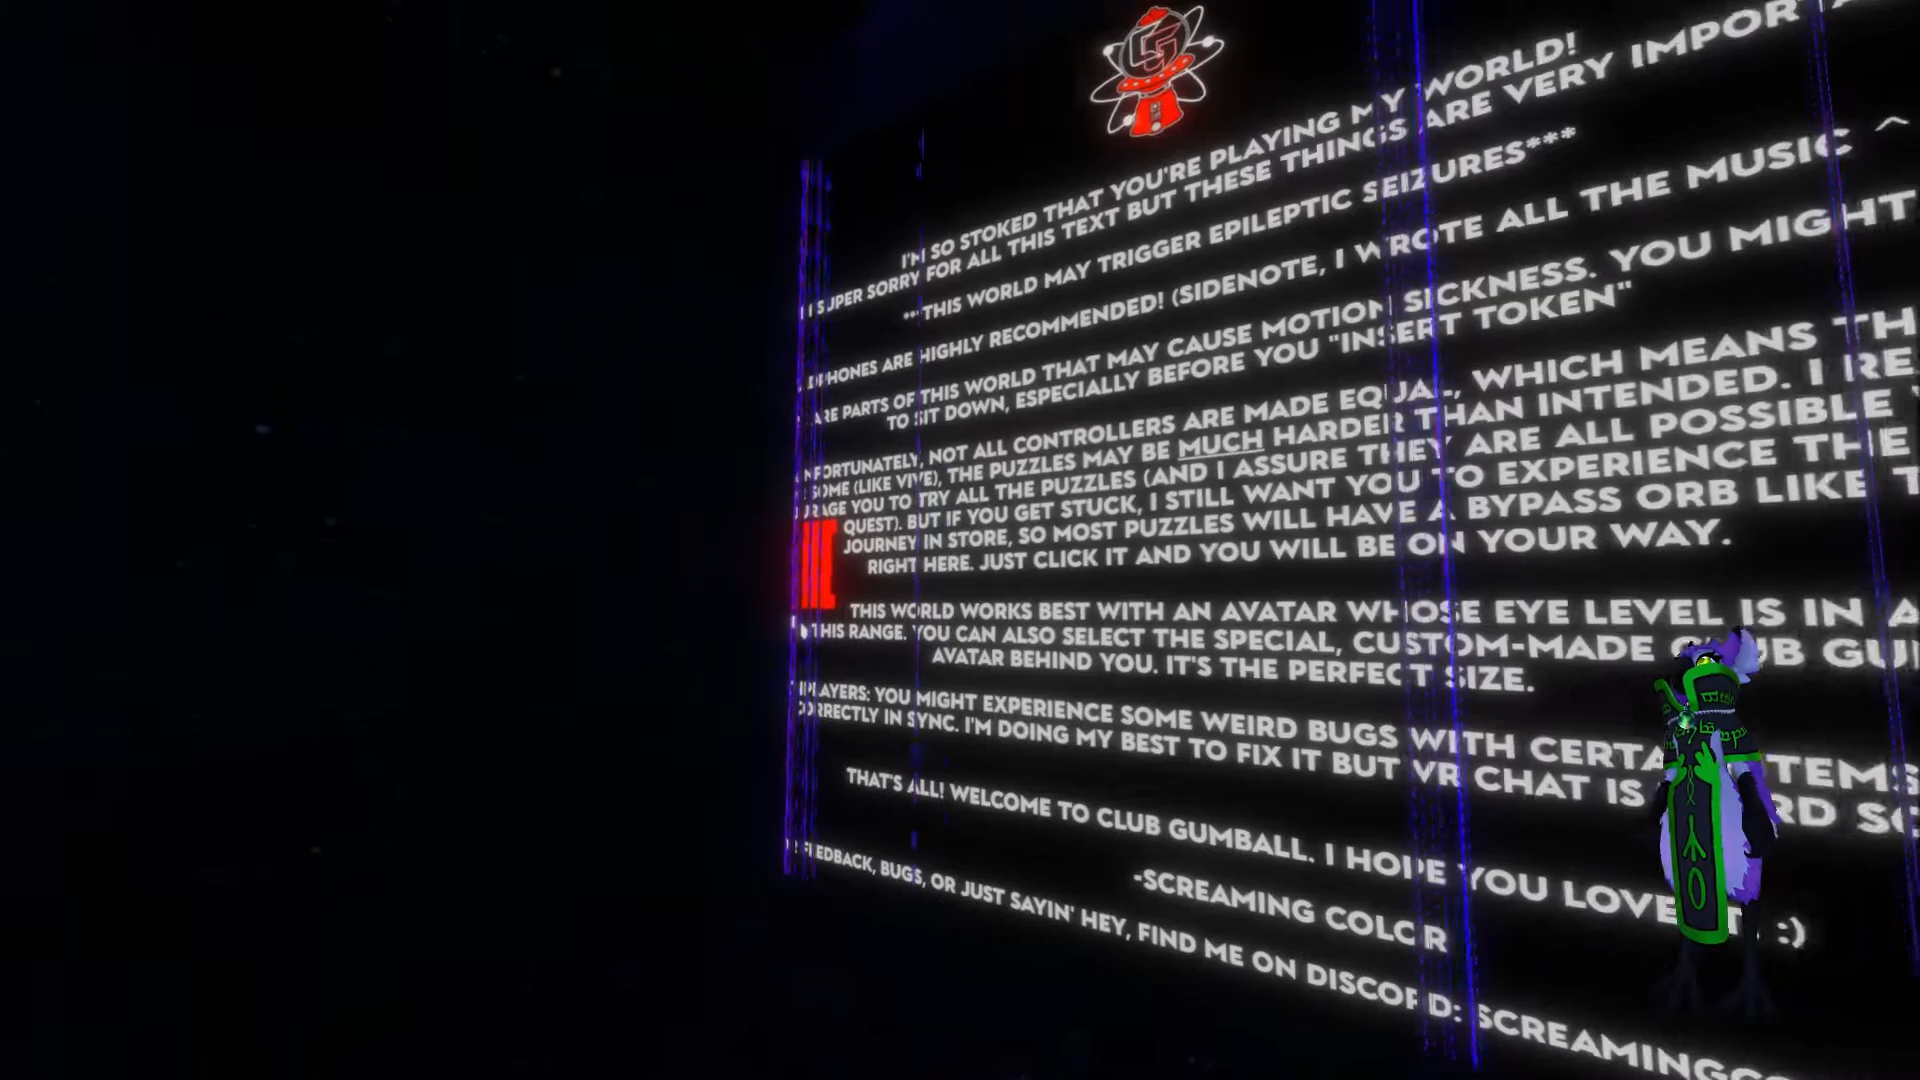 I'M SO STOKED THAT YOU'RE PLAYING MY WORLD!
SUPER SORRY FOR ALL THIS TEXT BUT THESE THINGS ARE VERY
***THIS WORLD MAY TRIGGER EPILEPTIC SEIZURES***
ARE HIGHLY RECOMMENDED! (SIDENOTE, I WROTE ALL THE MUSIC ^
ARE PARTS OF THIS WORLD THAT MAY CAUSE MOTION SICKNESS. YOU MIGHT
TO SIT DOWN, ESPECIALLY BEFORE YOU "INSERT TOKEN"
NOT ALL CONTROLLERS ARE MADE EQUAL, WHICH MEANS
SOME (LIKE VIVE), THE PUZZLES MAY BE MUCH HARDER THAN INTENDED. I
YOU TO TRY ALL THE PUZZLES (AND I ASSURE THEY ARE ALL POSSIBLE
QUEST). BUT IF YOU GET STUCK, I STILL WANT YOU TO EXPERIENCE THE
JOURNEY IN STORE, SO MOST PUZZLES WILL HAVE A BYPASS ORB LIKE
RIGHT HERE. JUST CLICK IT AND YOU WILL BE ON YOUR WAY.
THIS WORLD WORKS BEST WITH AN AVATAR WHOSE EYE LEVEL IS IN
THIS RANGE. YOU CAN ALSO SELECT THE SPECIAL, CUSTOM-MADE CLUB
AVATAR BEHIND YOU. IT'S THE PERFECT SIZE.
PLAYERS: YOU MIGHT EXPERIENCE SOME WEIRD BUGS WITH
CORRECTLY IN SYNC. I'M DOING MY BEST TO FIX IT BUT VR CHAT IS
THAT'S ALL! WELCOME TO CLUB GUMBALL. I HOPE YOU LOVE :)
-SCREAMING COLOR
FEEDBACK, BUGS, OR JUST SAYIN' HEY, FIND ME ON DISCORD: